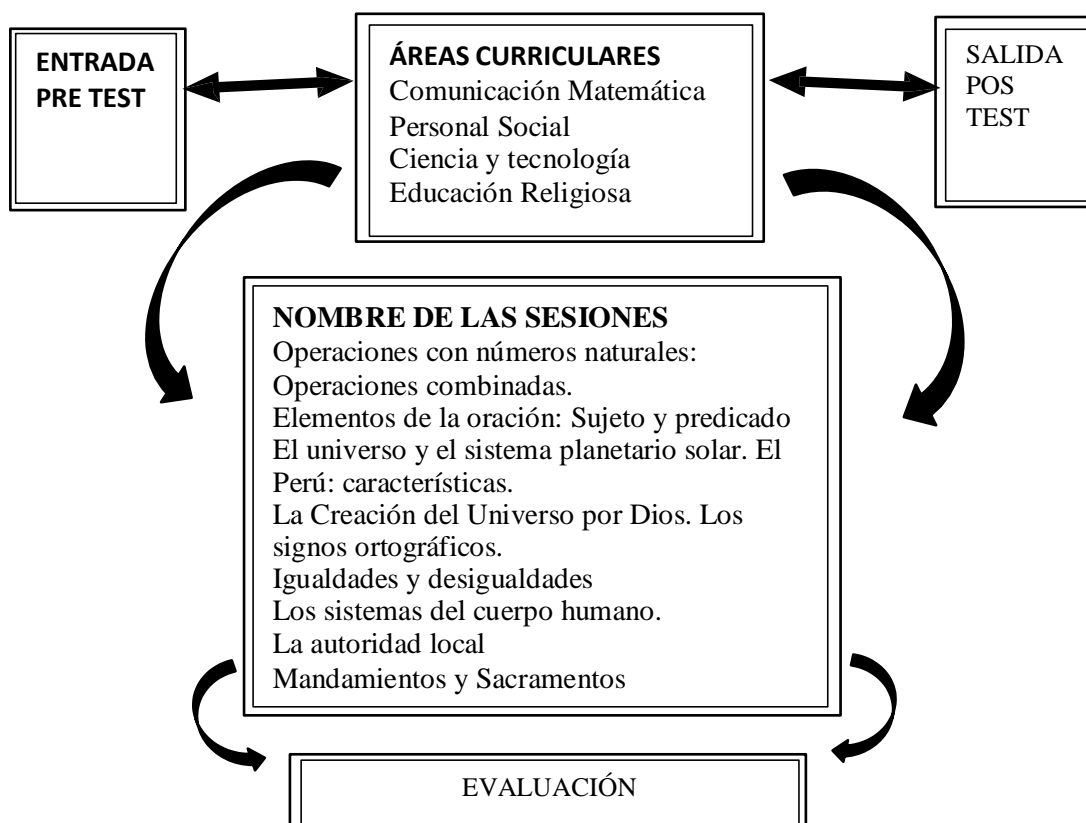 ENTRADA
PRE TEST
ÁREAS CURRICULARES
Comunicación Matemática
Personal Social
Ciencia y tecnología
Educación Religiosa
SALIDA
POS
TEST
NOMBRE DE LAS SESIONES
Operaciones con números naturales:
Operaciones combinadas.
Elementos de la oración: Sujeto y predicado
El universo y el sistema planetario solar. El
Perú: características.
La Creación del Universo por Dios. Los
signos ortográficos.
Igualdades y desigualdades
Los sistemas del cuerpo humano.
La autoridad local
Mandamientos y Sacramentos
EVALUACIÓN